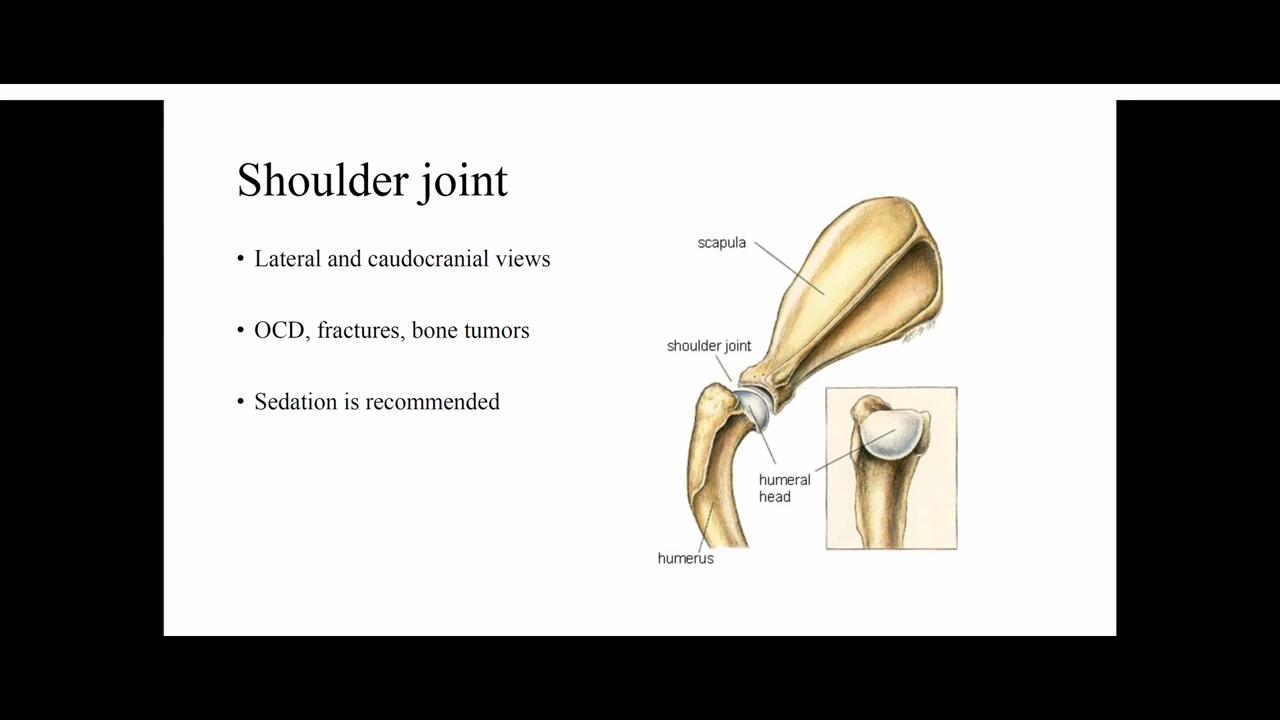 Shoulder joint
• Lateral and caudocranial views
• OCD, fractures, bone tumors
• Sedation is recommended
scapula
shoulder joint
humeral
head
humerus